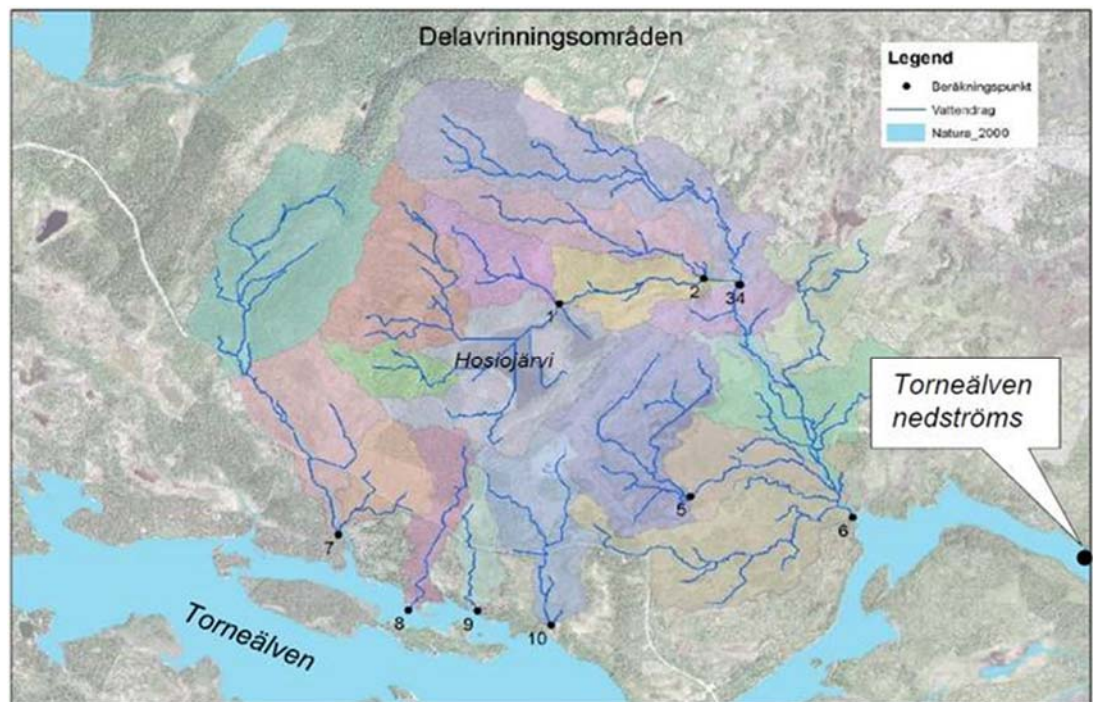 Delavrinningsområden
Legend
Beräkningspunkt
Vattendrag
Natura_2000
1
2
34
Hosiojärvi
Torneälven
nedströms
5
6
7
8
9
10
Torneälven